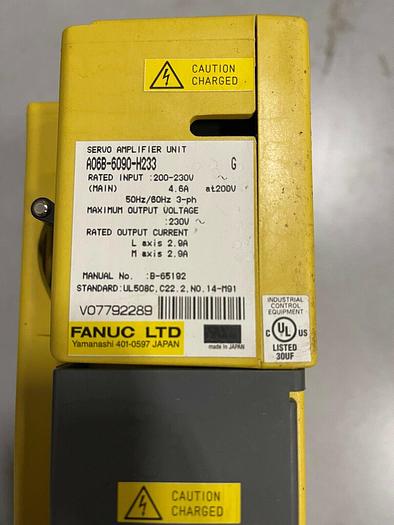 CAUTION
CHARGED
SERVO AMPLIFIER UNIT
A06B-6090-H233 G
RATED INPUT :200-230V ~
(MAIN) 4.6A at200V
50Hz/60Hz 3-ph
MAXIMUM OUTPUT VOLTAGE
:230V ~
RATED OUTPUT CURRENT
L axis 2.9A
M axis 2.9A
MANUAL No. :B-65192
STANDARD:UL508C,C22.2,NO.14-M91
V07792289
FANUC LTD
Yamanashi 401-0597 JAPAN
made in JAPAN
INDUSTRIAL
CONTROL
EQUIPMENT
C UL US
LISTED
30UF
CAUTION
CHARGED